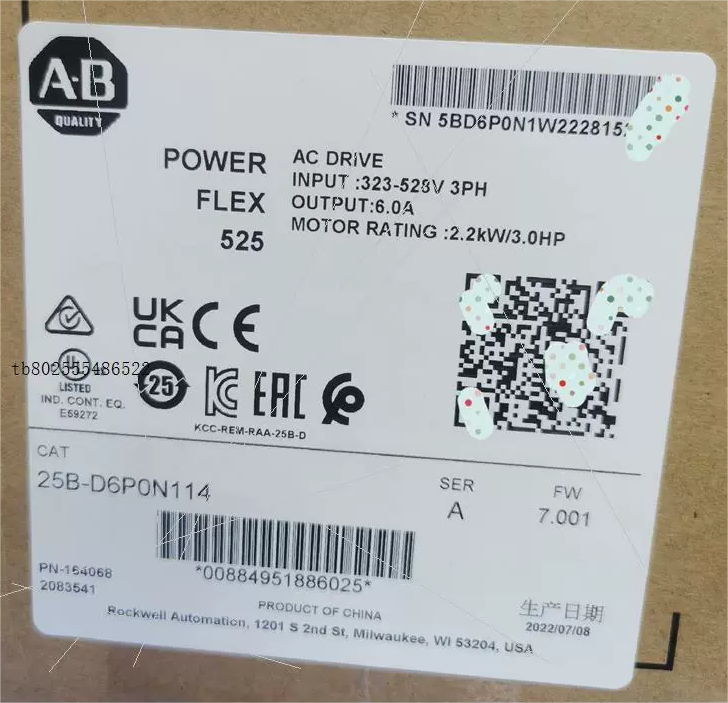 A-B
QUALITY
* SN 5BD6P0N1W222815
POWER
FLEX
525
AC DRIVE
INPUT :323-528V 3PH
OUTPUT:6.0A
MOTOR RATING :2.2kW/3.0HP
UK
CA CE
tb802555486522
UL
LISTED
IND. CONT. EQ.
E59272
25
EAC
KCC-REM-RAA-25B-D
CAT
25B-D6P0N114
SER
A
FW
7.001
*00884951886025*
PN-164068
2083541
PRODUCT OF CHINA
Rockwell Automation, 1201 S 2nd St, Milwaukee, WI 53204, USA
生产日期
2022/07/08